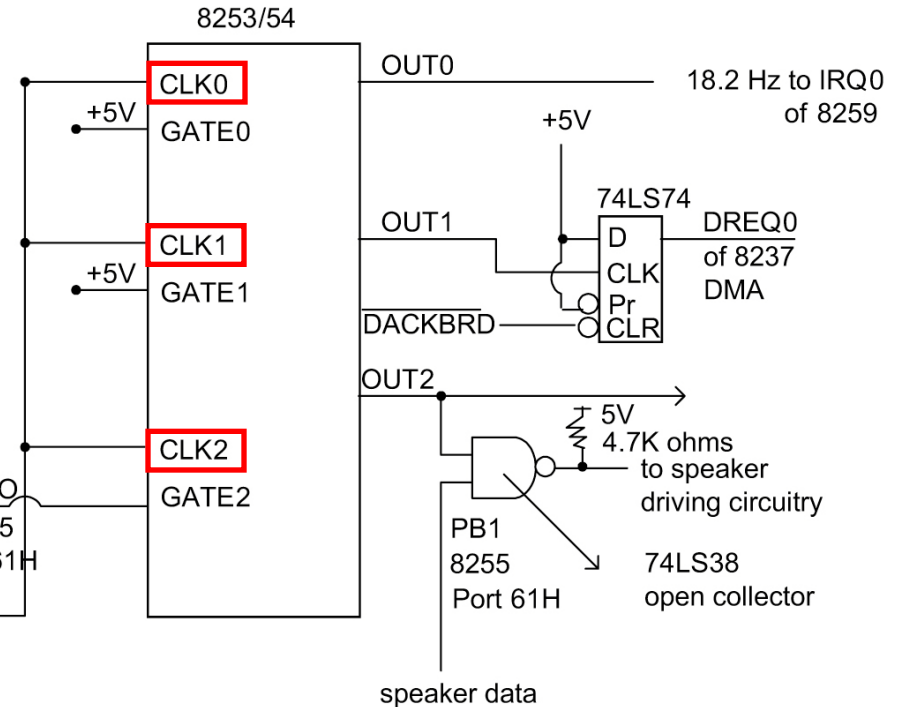 8253/54
CLK0
OUT0
18.2 Hz to IRQ0
of 8259
+5V
GATE0
+5V
74LS74
CLK1
OUT1
D
DREQ0
of 8237
DMA
+5V
GATE1
CLK
Pr
DACKBRD
CLR
OUT2
5V
4.7K ohms
to speaker
driving circuitry
CLK2
O
GATE2
5
61H
PB1
8255
Port 61H
74LS38
open collector
speaker data